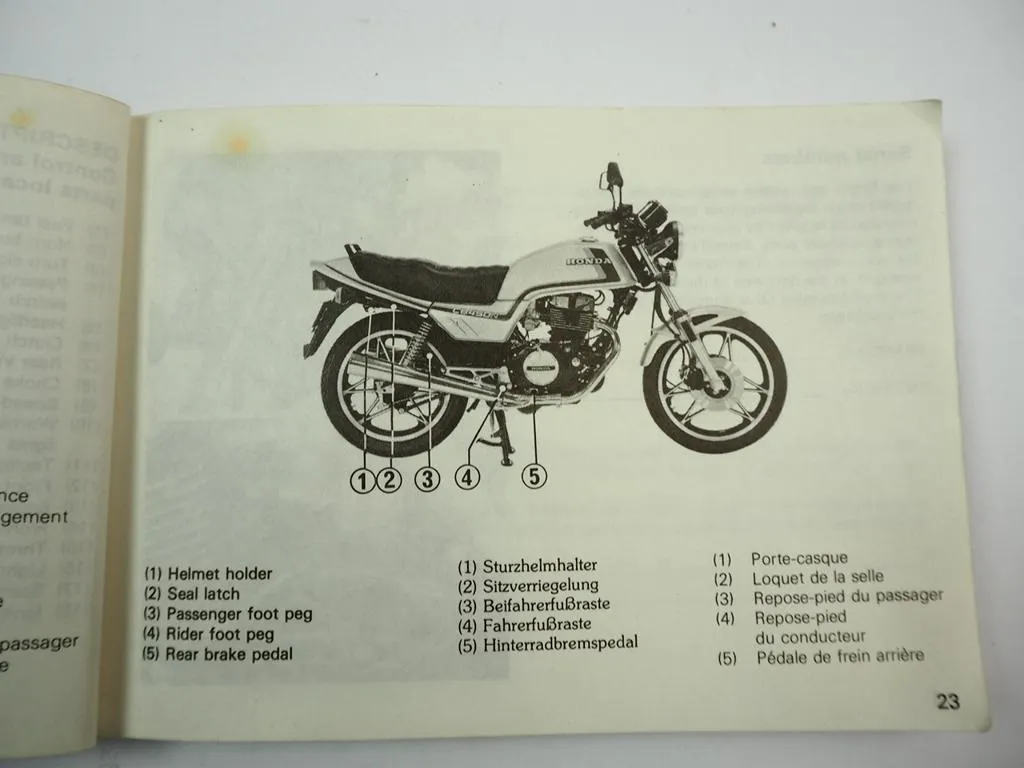 nce
gement
passager
e
HONDA
CB450N
HONDA
1 2 3 4 5
(1) Helmet holder
(2) Seal latch
(3) Passenger foot peg
(4) Rider foot peg
(5) Rear brake pedal
(1) Sturzhelmhalter
(2) Sitzverriegelung
(3) Beifahrerfußraste
(4) Fahrerfußraste
(5) Hinterradbremspedal
(1) Porte-casque
(2) Loquet de la selle
(3) Repose-pied du passager
(4) Repose-pied
du conducteur
(5) Pédale de frein arrière
23